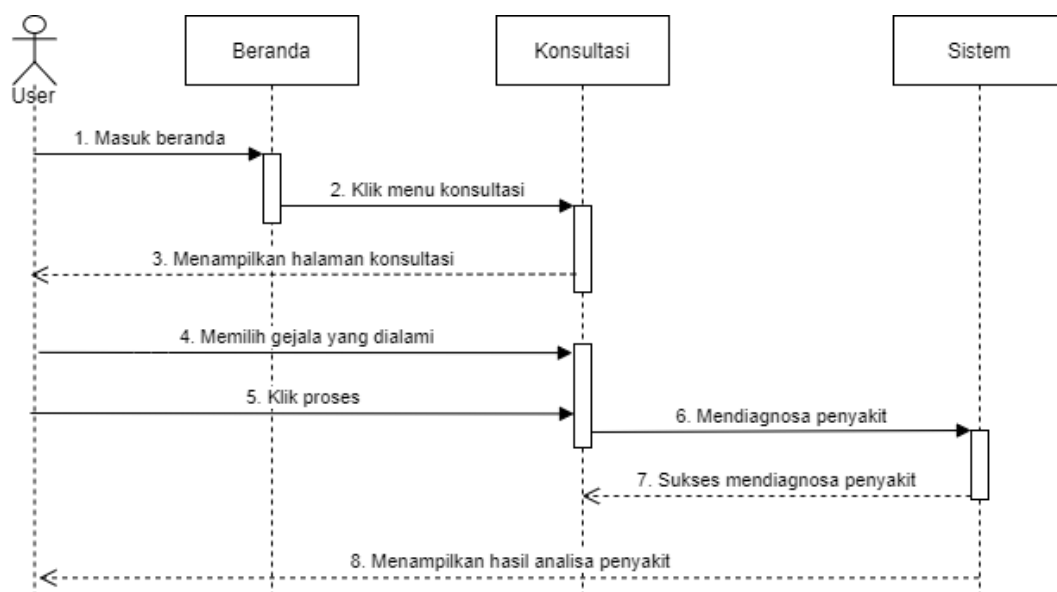 Beranda
Konsultasi
Sistem
User
1. Masuk beranda
2. Klik menu konsultasi
3. Menampilkan halaman konsultasi
4. Memilih gejala yang dialami
5. Klik proses
6. Mendiagnosa penyakit
7. Sukses mendiagnosa penyakit
8. Menampilkan hasil analisa penyakit